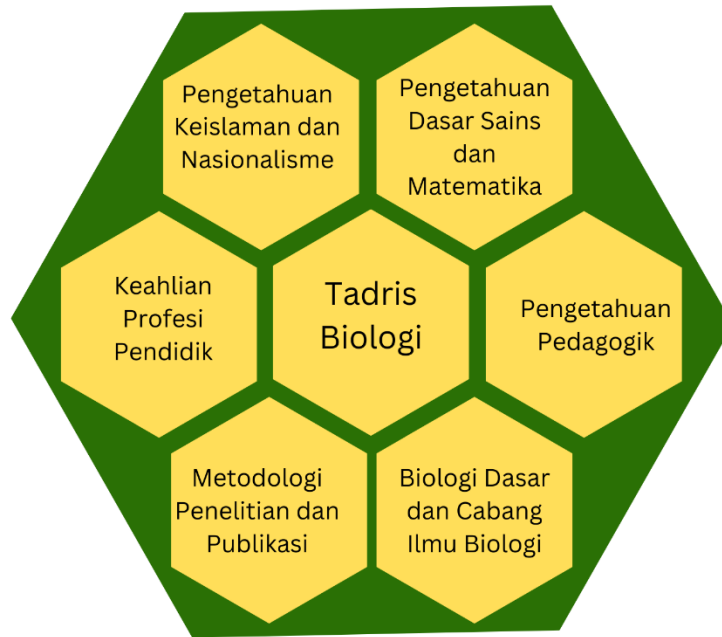 Pengetahuan
Keislaman dan
Nasionalisme
Pengetahuan
Dasar Sains
dan
Matematika
Keahlian
Profesi
Pendidik
Tadris
Biologi
Pengetahuan
Pedagogik
Metodologi
Penelitian dan
Publikasi
Biologi Dasar
dan Cabang
Ilmu Biologi